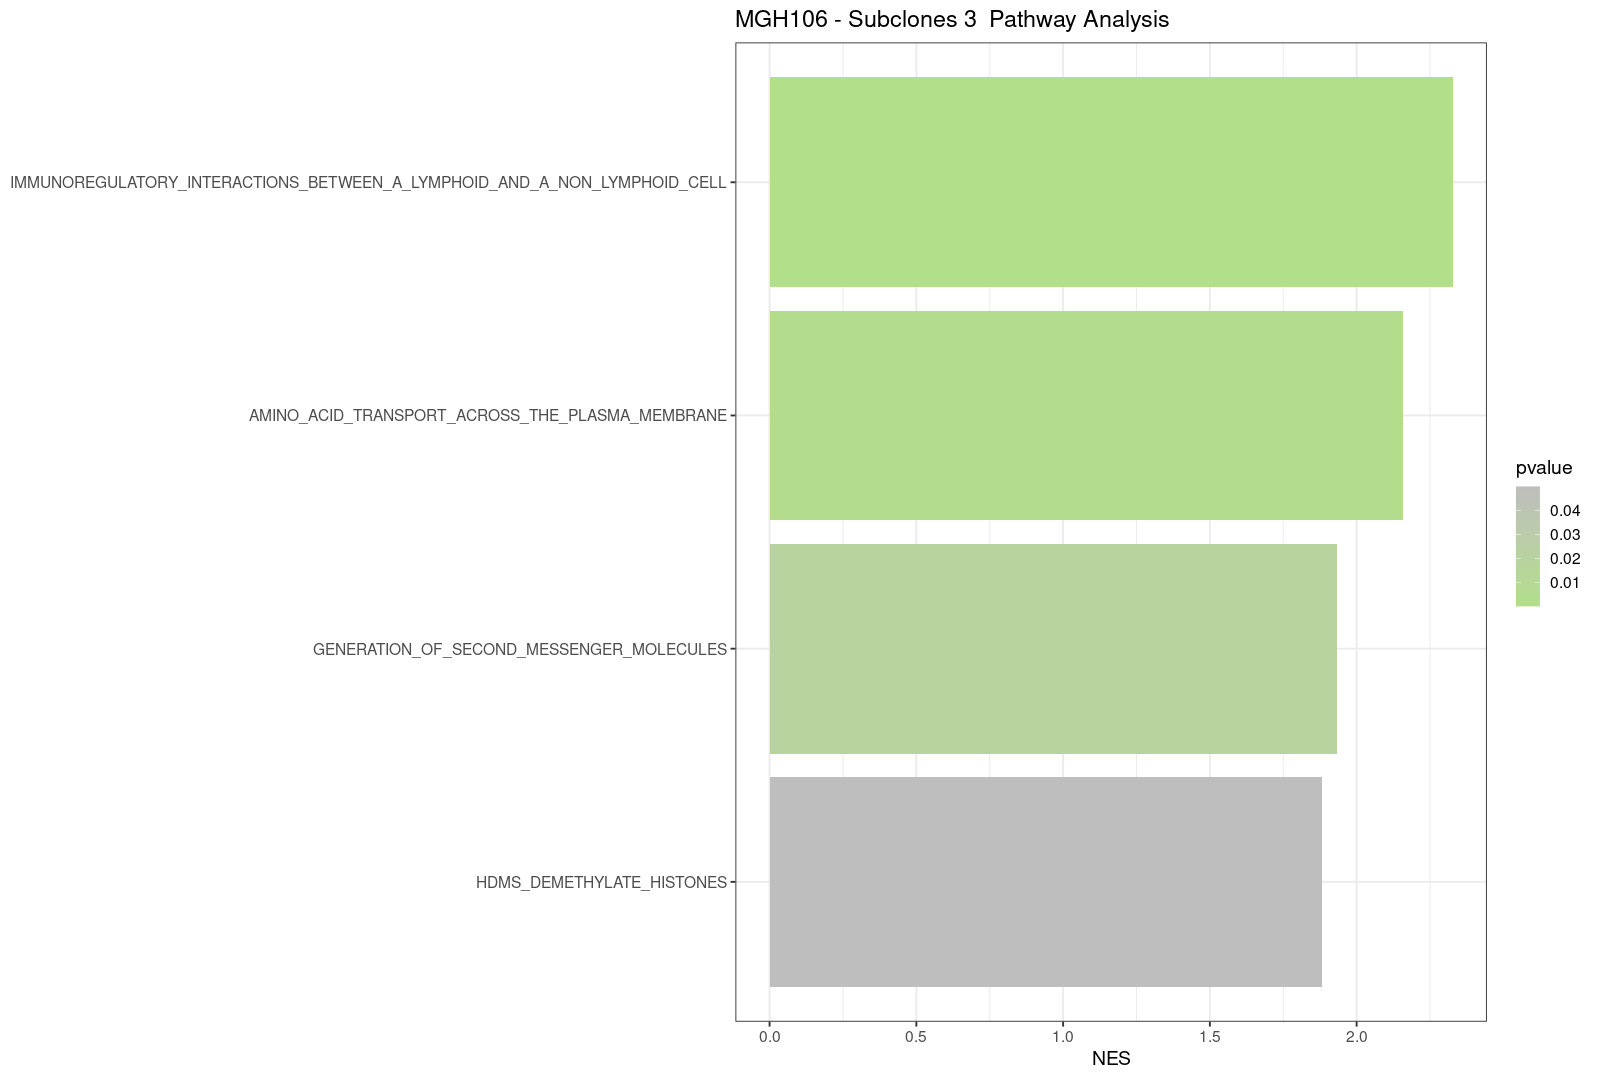 MGH106 - Subclones 3  Pathway Analysis
IMMUNOREGULATORY_INTERACTIONS_BETWEEN_A_LYMPHOID_AND_A_NON_LYMPHOID_CELL
AMINO_ACID_TRANSPORT_ACROSS_THE_PLASMA_MEMBRANE
GENERATION_OF_SECOND_MESSENGER_MOLECULES
HDMS_DEMETHYLATE_HISTONES
0.0 0.5 1.0 1.5 2.0
NES
pvalue
0.04
0.03
0.02
0.01